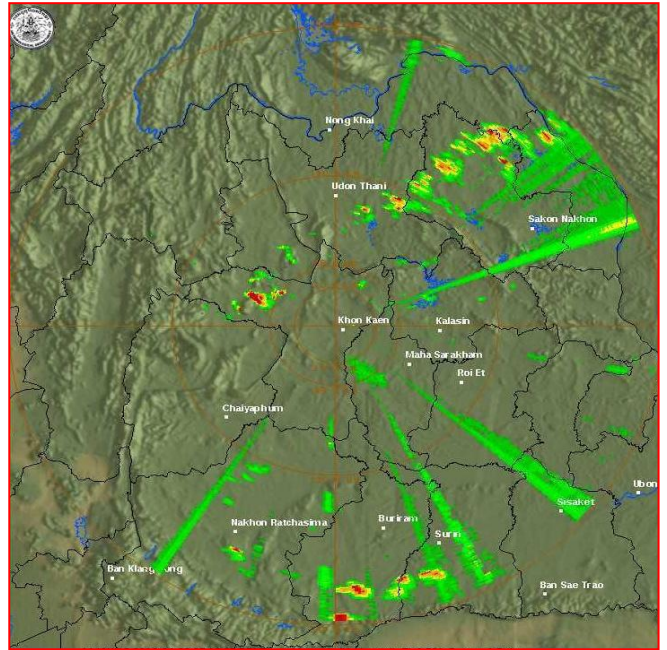 Nong Khai
Udon Thani
Sakon Nakhon
Khon Kaen
Kalasin
Maha Sarakham
Roi Et
Chaiyaphum
Sisaket
Ubon
Nakhon Ratchasima
Buriram
Surin
Ban Sae Trao